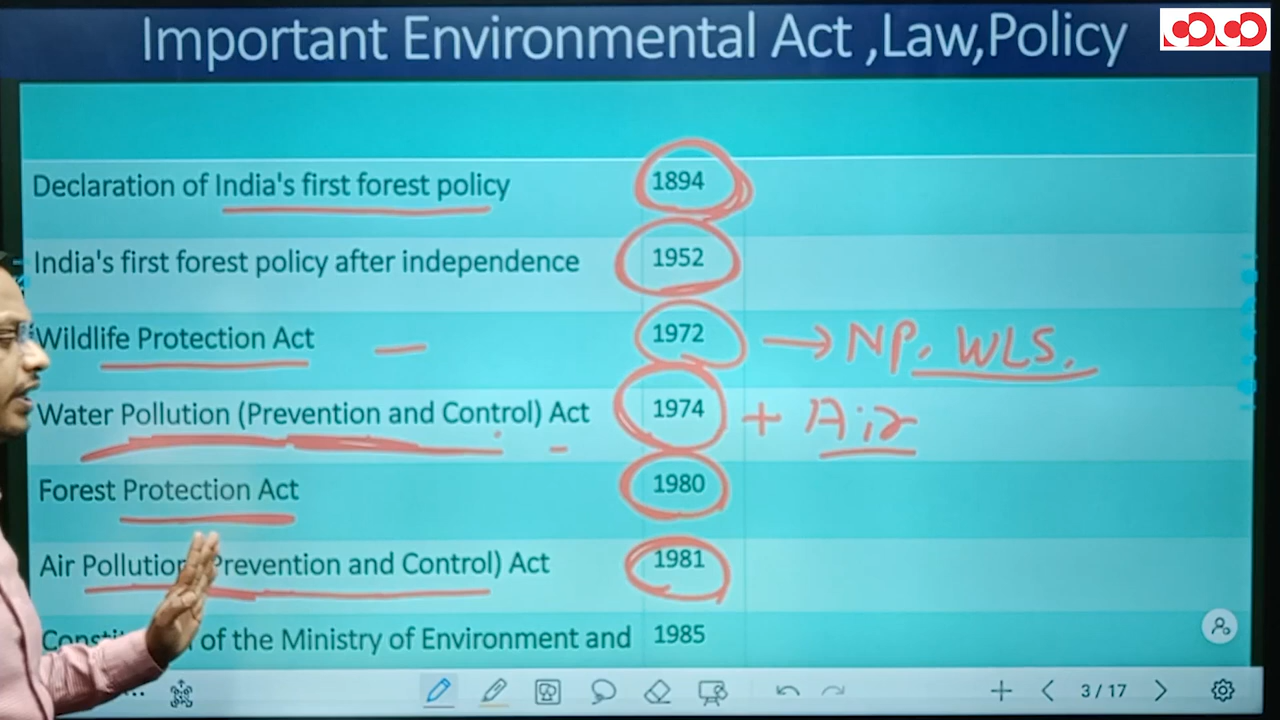 Important Environmental Act ,Law,Policy
Declaration of India's first forest policy 1894
India's first forest policy after independence 1952
Wildlife Protection Act 1972 → NP. WLS.
Water Pollution (Prevention and Control) Act 1974 + Air
Forest Protection Act 1980
Air Pollution Prevention and Control) Act 1981
of the Ministry of Environment and 1985
3 / 17